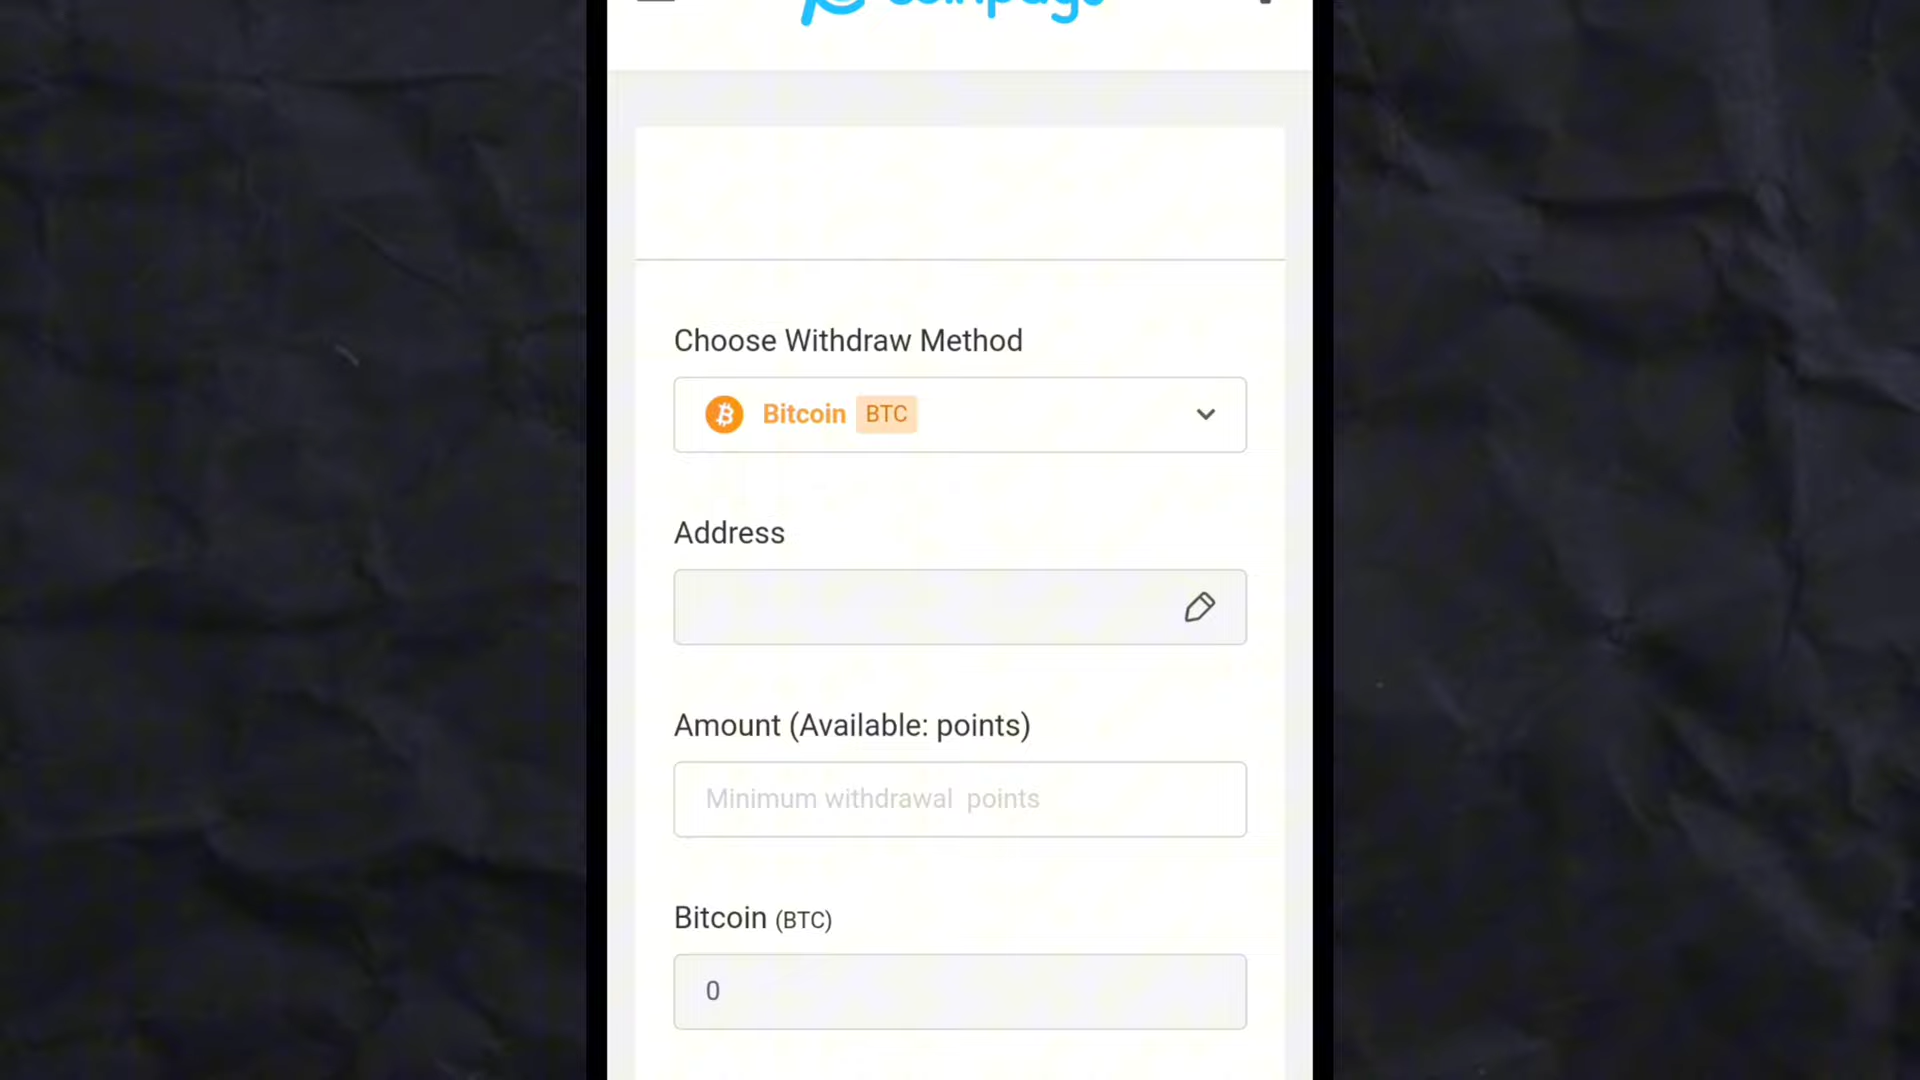 Choose Withdraw Method
Bitcoin BTC
Address
Amount (Available: points)
Minimum withdrawal points
Bitcoin (BTC)
0